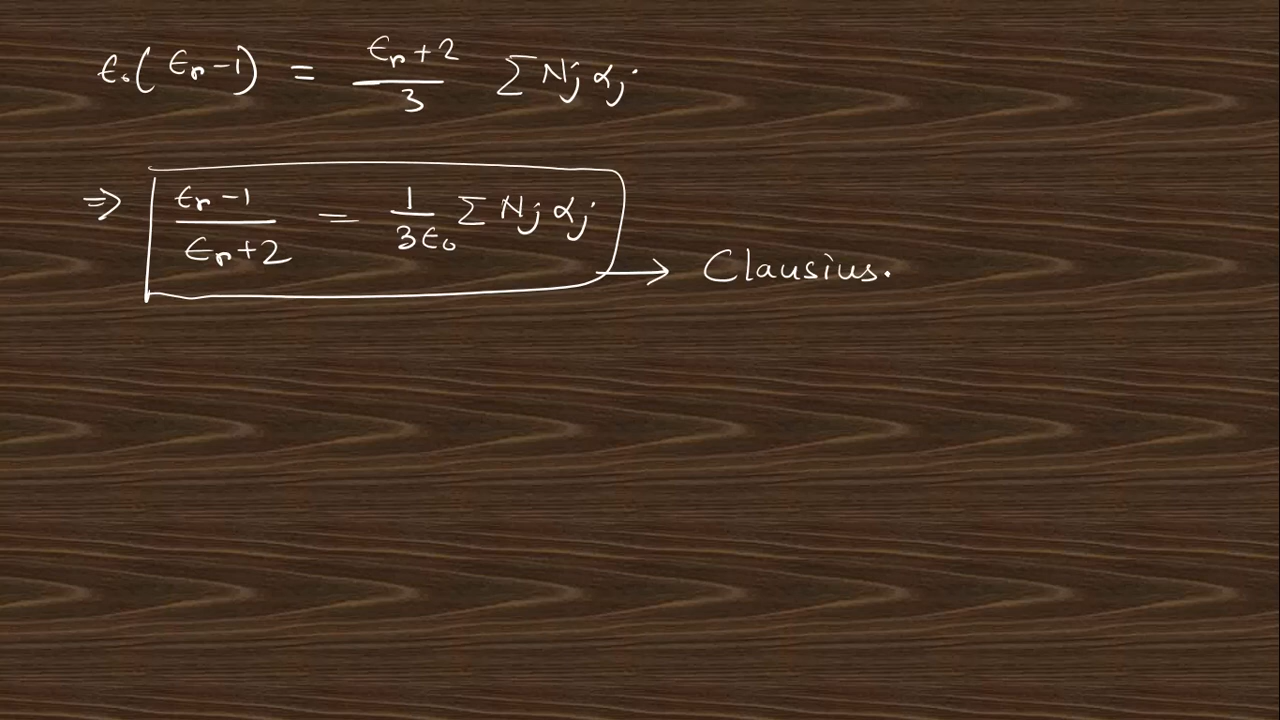 ϵ₀(ϵr-1) = (ϵr+2)/3 ΣNjαj
⇒ (ϵr-1)/(ϵr+2) = 1/(3ϵ₀) ΣNjαj → Clausius.